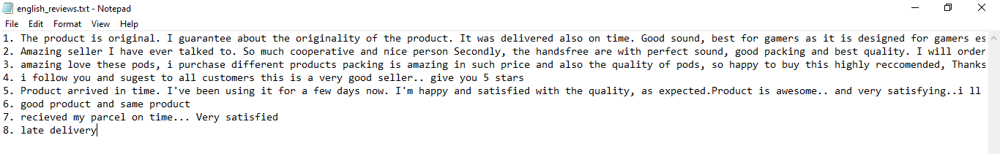 english_reviews.txt - Notepad
File Edit Format View Help
1. The product is original. I guarantee about the originality of the product. It was delivered also on time. Good sound, best for gamers as it is designed for gamers es
2. Amazing seller I have ever talked to. So much cooperative and nice person Secondly, the handsfree are with perfect sound, good packing and best quality. I will order
3. amazing love these pods, i purchase different products packing is amazing in such price and also the quality of pods, so happy to buy this highly reccomended, Thanks
4. i follow you and sugest to all customers this is a very good seller.. give you 5 stars
5. Product arrived in time. I've been using it for a few days now. I'm happy and satisfied with the quality, as expected.Product is awesome.. and very satisfying..i ll
6. good product and same product
7. recieved my parcel on time... Very satisfied
8. late delivery